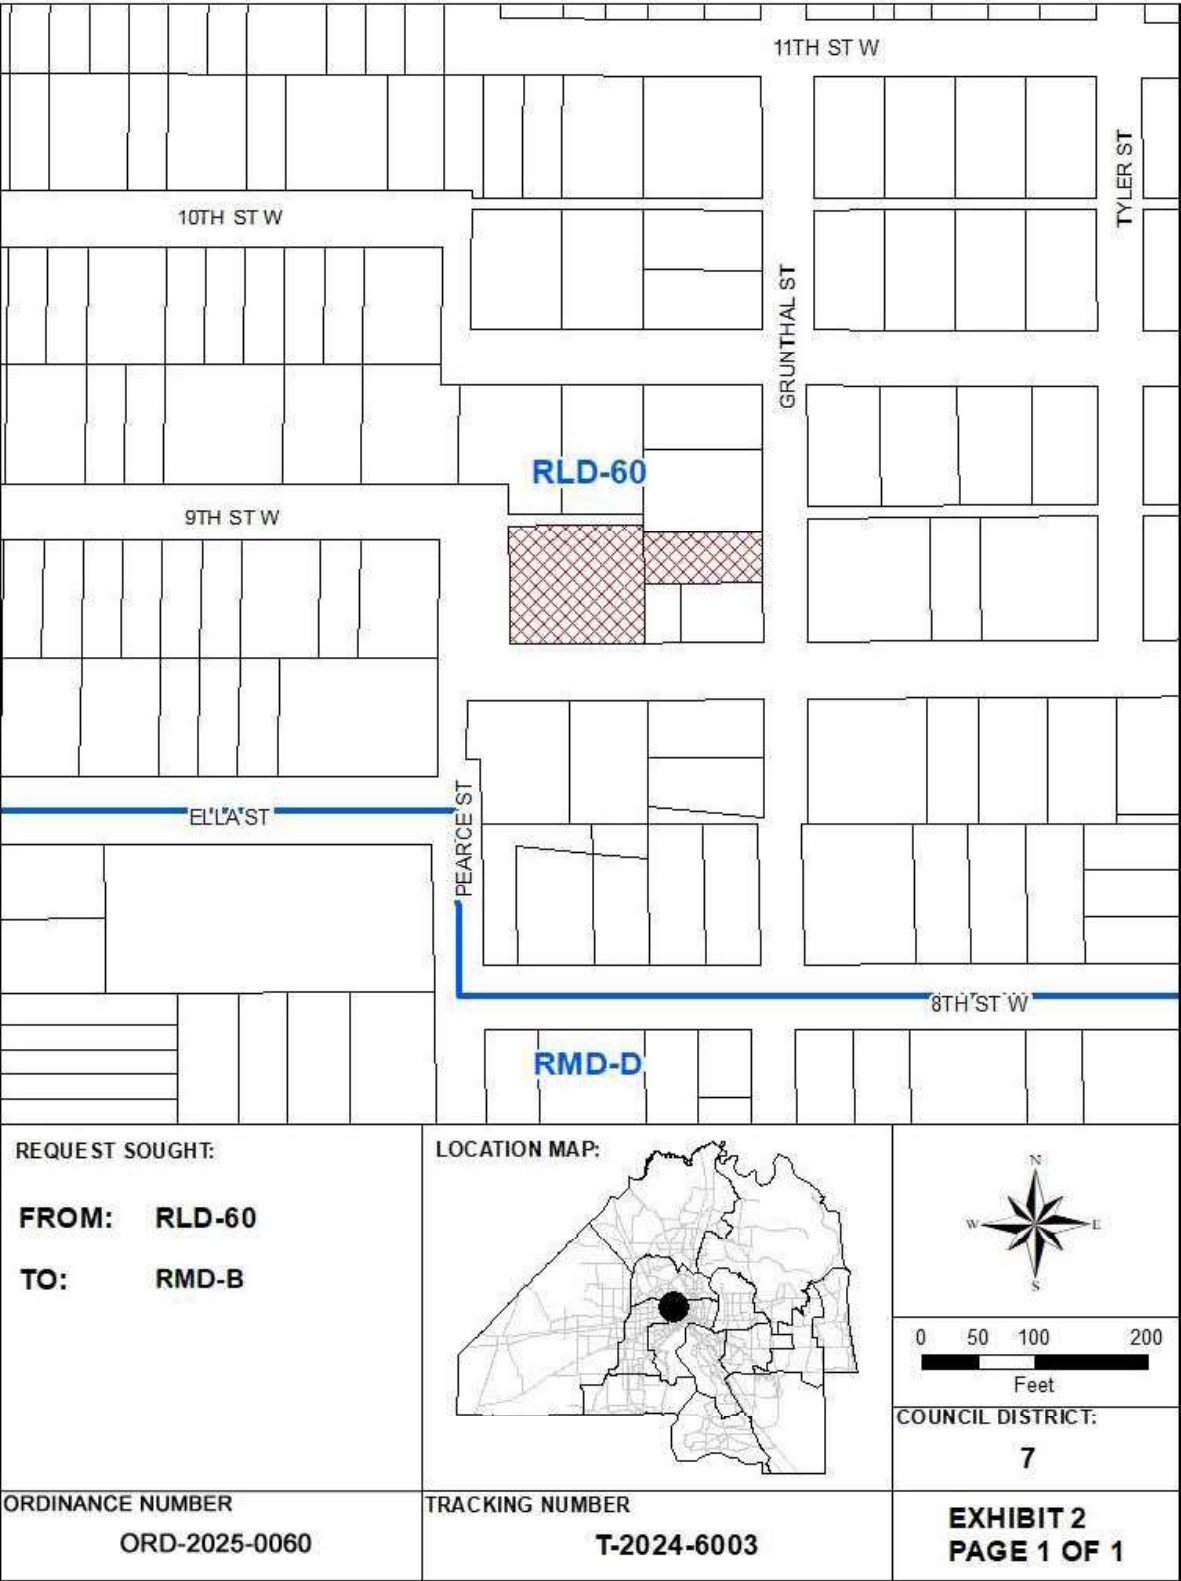 11TH ST W
TYLER ST
10TH ST W
GRUNTHAL ST
RLD-60
9TH ST W
ELLA ST
PEARCE ST
8TH ST W
RMD-D
REQUEST SOUGHT:
FROM: RLD-60
TO: RMD-B
LOCATION MAP:
N
W E
S
0 50 100 200
Feet
COUNCIL DISTRICT:
7
ORDINANCE NUMBER
ORD-2025-0060
TRACKING NUMBER
T-2024-6003
EXHIBIT 2
PAGE 1 OF 1